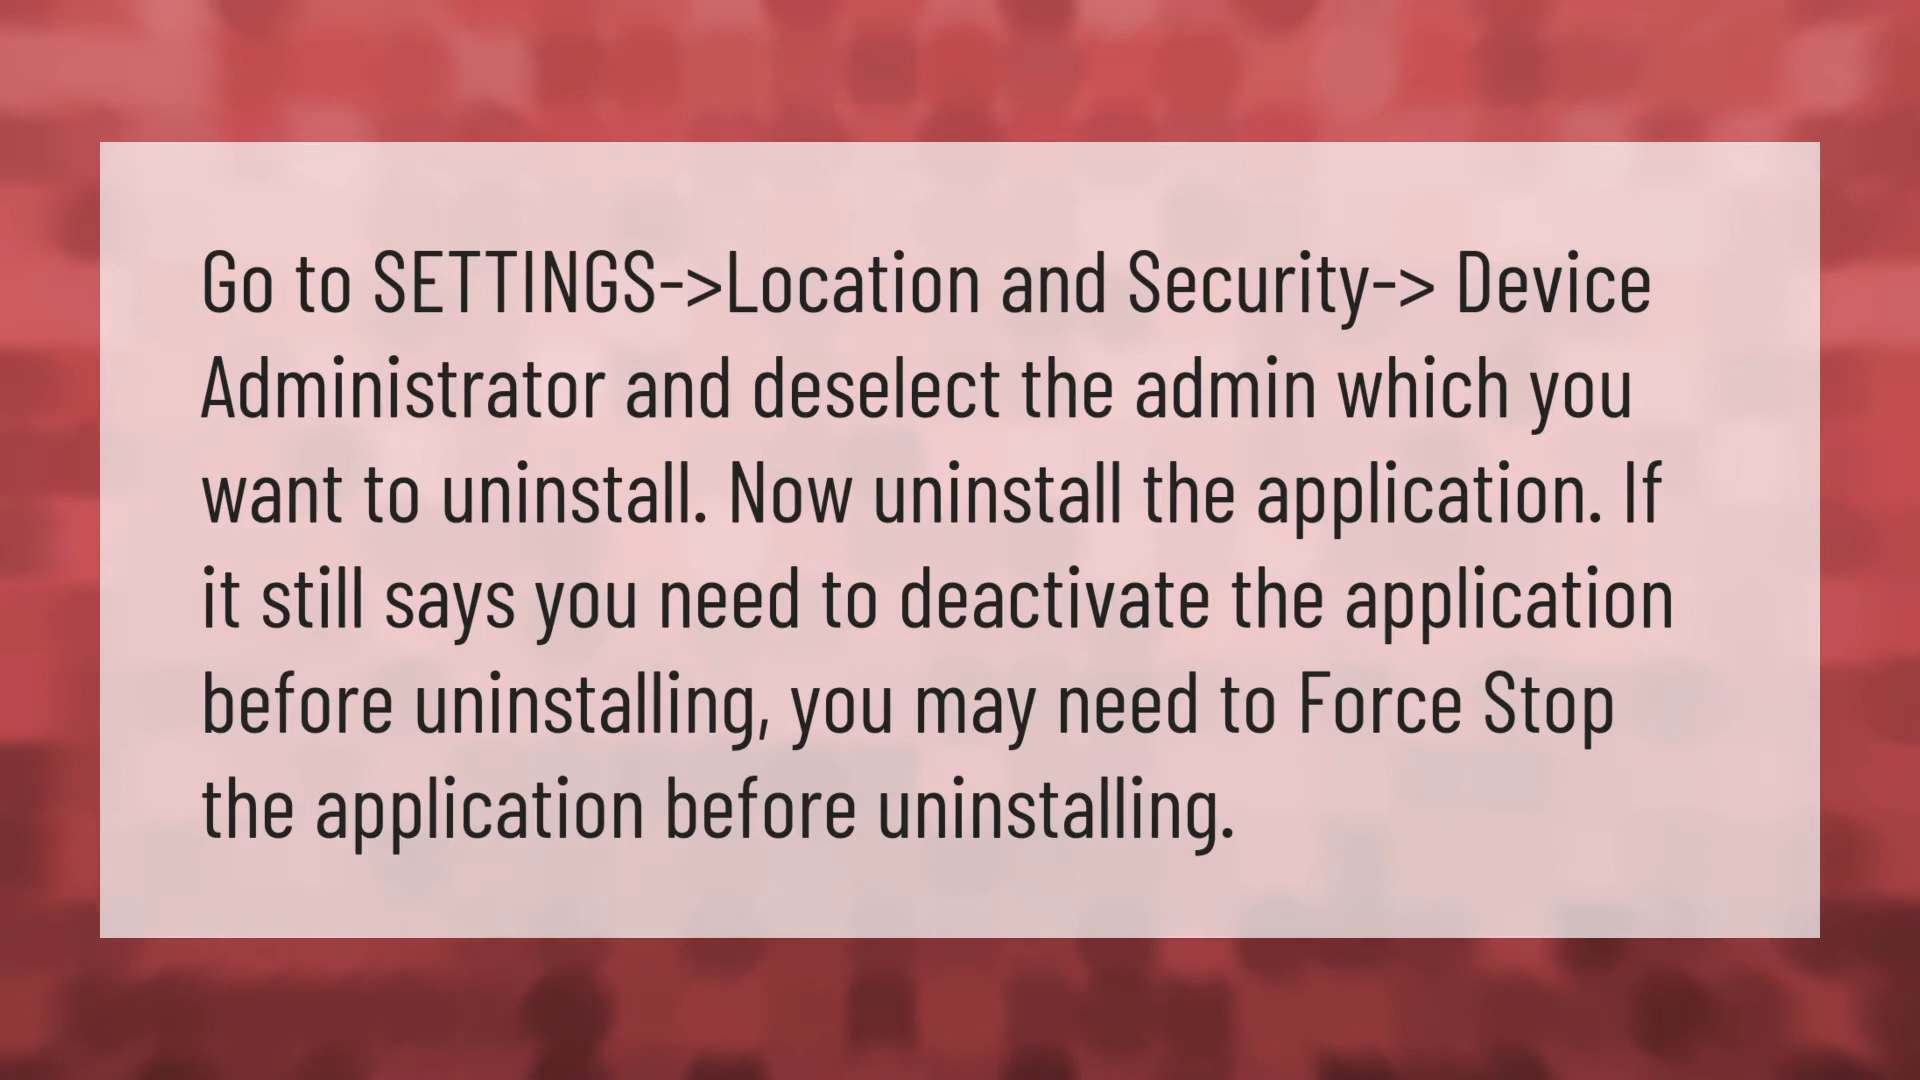 Go to SETTINGS->Location and Security-> Device
Administrator and deselect the admin which you
want to uninstall. Now uninstall the application. If
it still says you need to deactivate the application
before uninstalling, you may need to Force Stop
the application before uninstalling.